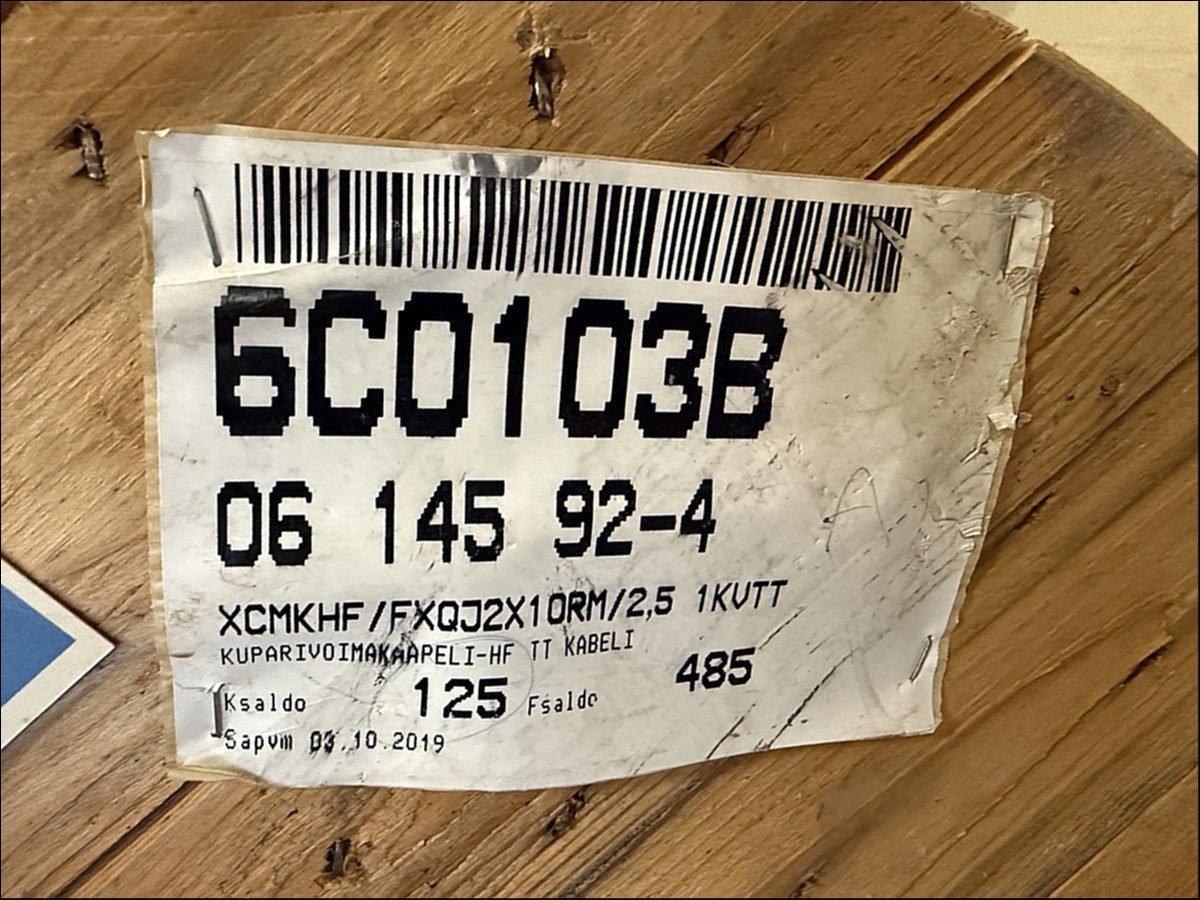 6C0103B
06 145 92-4
XCMKHF/FXQJ2X10RM/2,5 1KVTT
KUPARIVOIMAKAAPELI-HF TT KABELI
Ksaldo 125 Fsaldo 485
Sapvm 03.10.2019
A